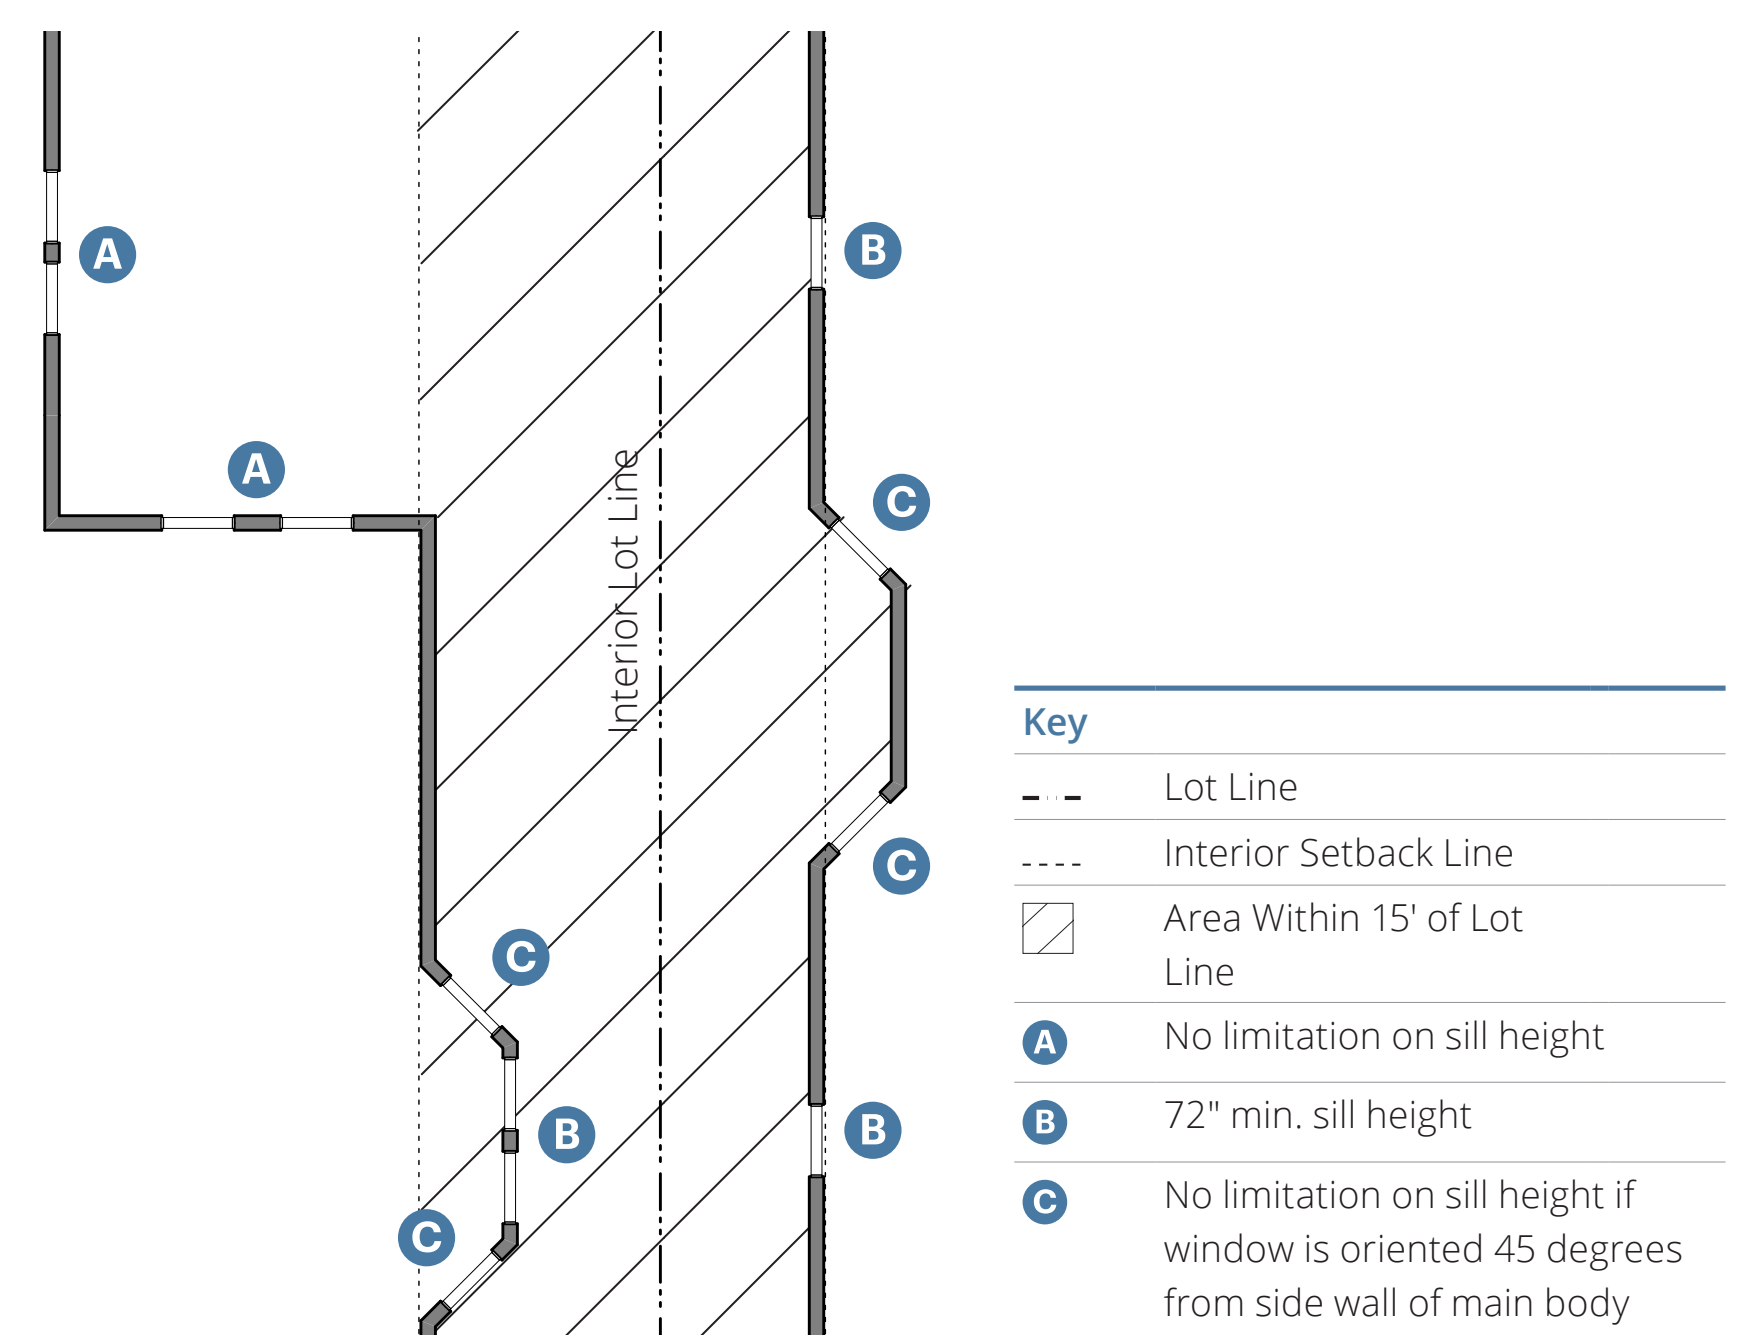 A
B
A
C
Interior Lot Line
C
C
B
B
C
Key
Lot Line
Interior Setback Line
Area Within 15' of Lot
Line
A
No limitation on sill height
B
72" min. sill height
C
No limitation on sill height if
window is oriented 45 degrees
from side wall of main body